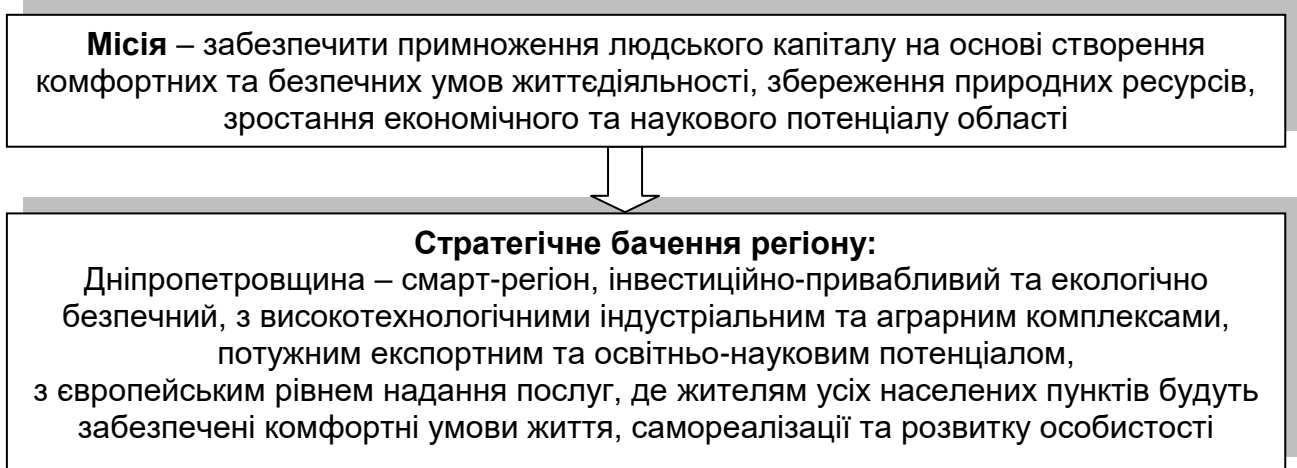 Місія – забезпечити примноження людського капіталу на основі створення
комфортних та безпечних умов життєдіяльності, збереження природних ресурсів,
зростання економічного та наукового потенціалу області
Стратегічне бачення регіону:
Дніпропетровщина – смарт-регіон, інвестиційно-привабливий та екологічно
безпечний, з високотехнологічними індустріальним та аграрним комплексами,
потужним експортним та освітньо-науковим потенціалом,
з європейським рівнем надання послуг, де жителям усіх населених пунктів будуть
забезпечені комфортні умови життя, самореалізації та розвитку особистості